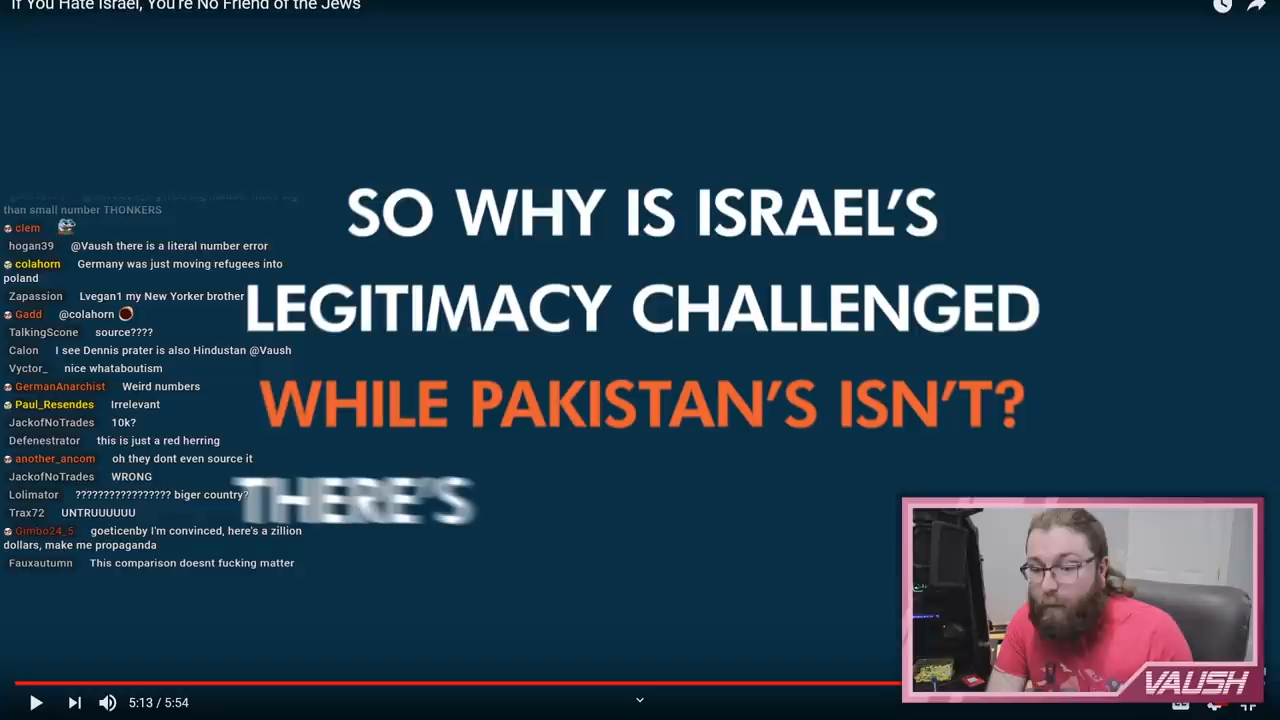 If You Hate Israel, You're No Friend of the Jews
SO WHY IS ISRAEL'S
LEGITIMACY CHALLENGED
WHILE PAKISTAN'S ISN'T?
THERE'S
than small number THONKERS
clem
hogan39 @Vaush there is a literal number error
colahorn Germany was just moving refugees into
poland
Zapassion Lvegan1 my New Yorker brother
Gadd @colahorn
TalkingScone source????
Calon I see Dennis prater is also Hindustan @Vaush
Vyctor_ nice whataboutism
GermanAnarchist Weird numbers
Paul_Resendes Irrelevant
JackofNoTrades 10k?
Defenestrator this is just a red herring
another_ancom oh they dont even source it
JackofNoTrades WRONG
Lolimator ????????????????? biger country?
Trax72 UNTRUUUUUU
Gimbo24_5 goeticenby I'm convinced, here's a zillion
dollars, make me propaganda
Fauxautumn This comparison doesnt fucking matter
VAUSH
5:13 / 5:54